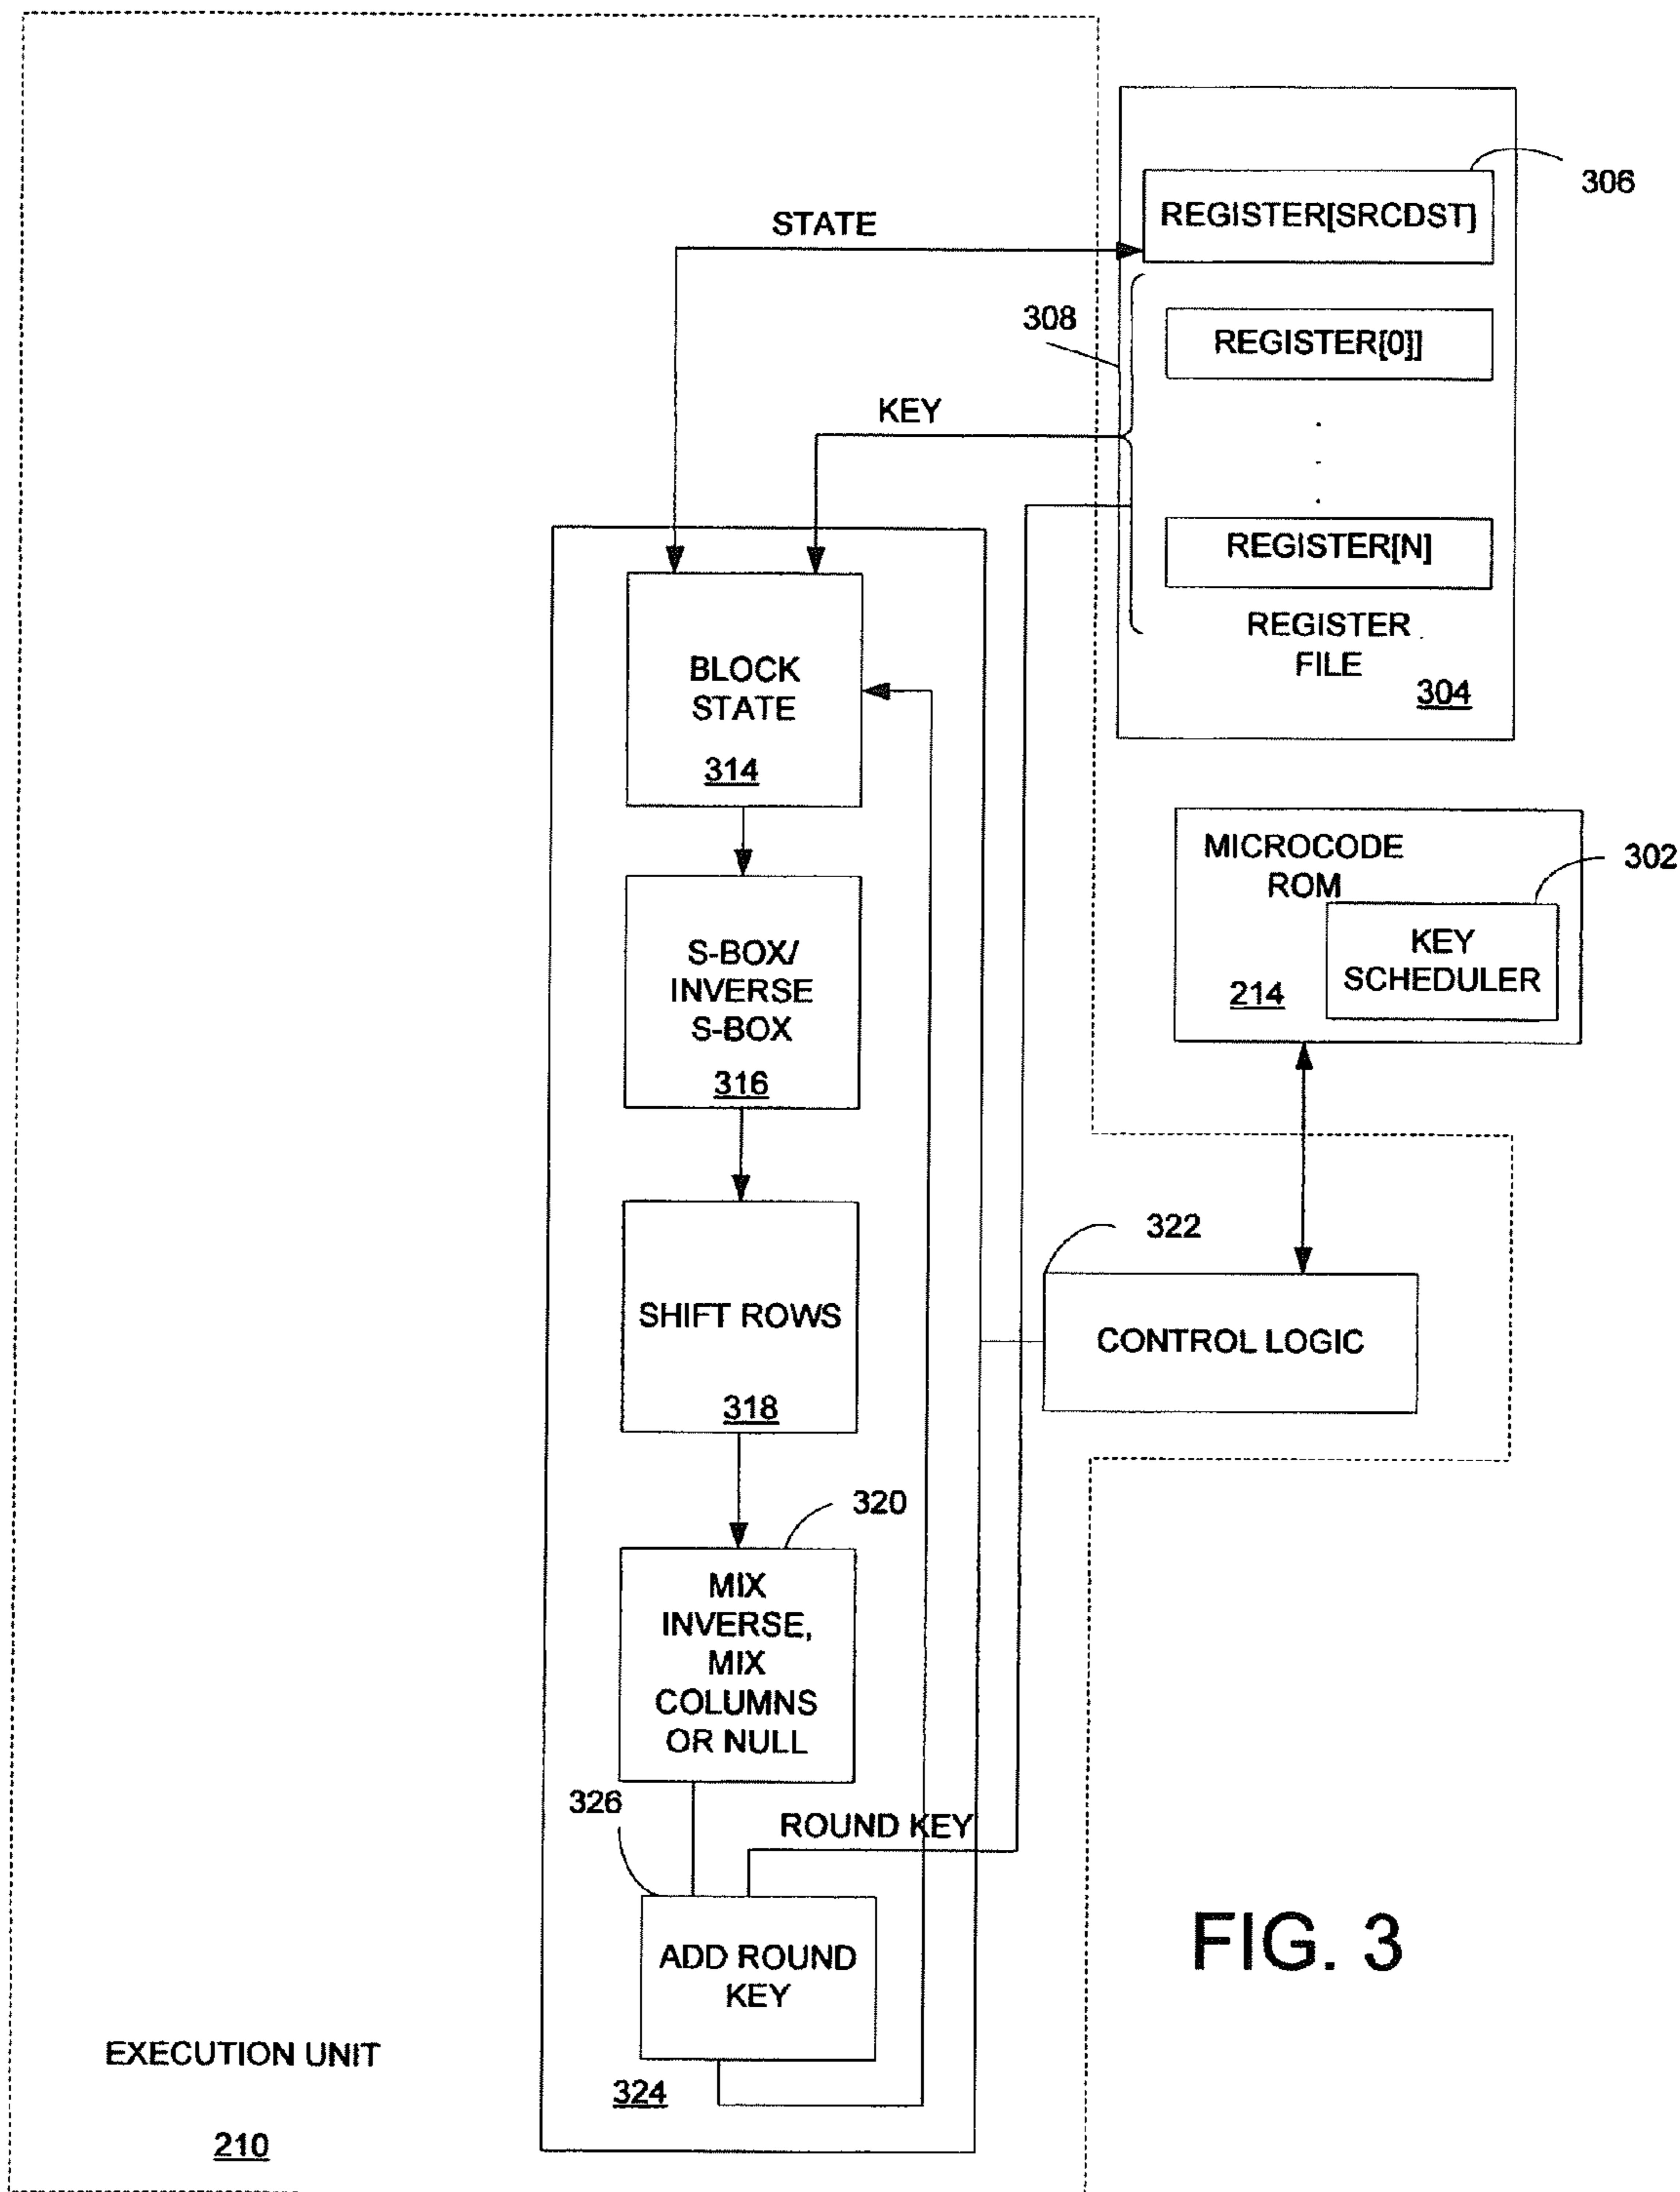 306
REGISTER[SRCDST]
STATE
308
REGISTER[0]]
KEY
REGISTER[N]
REGISTER
FILE
304
BLOCK
STATE
314
MICROCODE
ROM
302
KEY
SCHEDULER
214
S-BOX/
INVERSE
S-BOX
316
322
SHIFT ROWS
318
CONTROL LOGIC
320
MIX
INVERSE,
MIX
COLUMNS
OR NULL
326
ROUND KEY
ADD ROUND
KEY
324
EXECUTION UNIT
210
FIG. 3